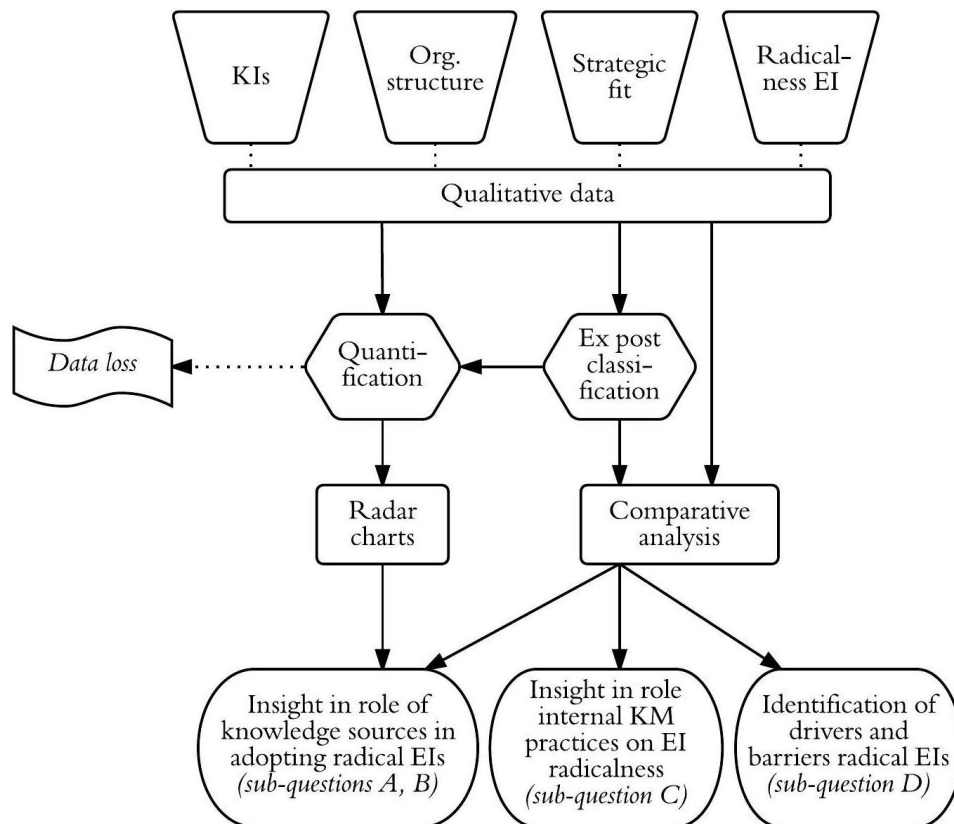 KIs
Org.
structure
Strategic
fit
Radical-
ness EI
Qualitative data
Data loss
Quanti-
fication
Ex post
classi-
fication
Radar
charts
Comparative
analysis
Insight in role of
knowledge sources in
adopting radical EIs
(sub-questions A, B)
Insight in role
internal KM
practices on EI
radicalness
(sub-question C)
Identification of
drivers and
barriers radical EIs
(sub-question D)